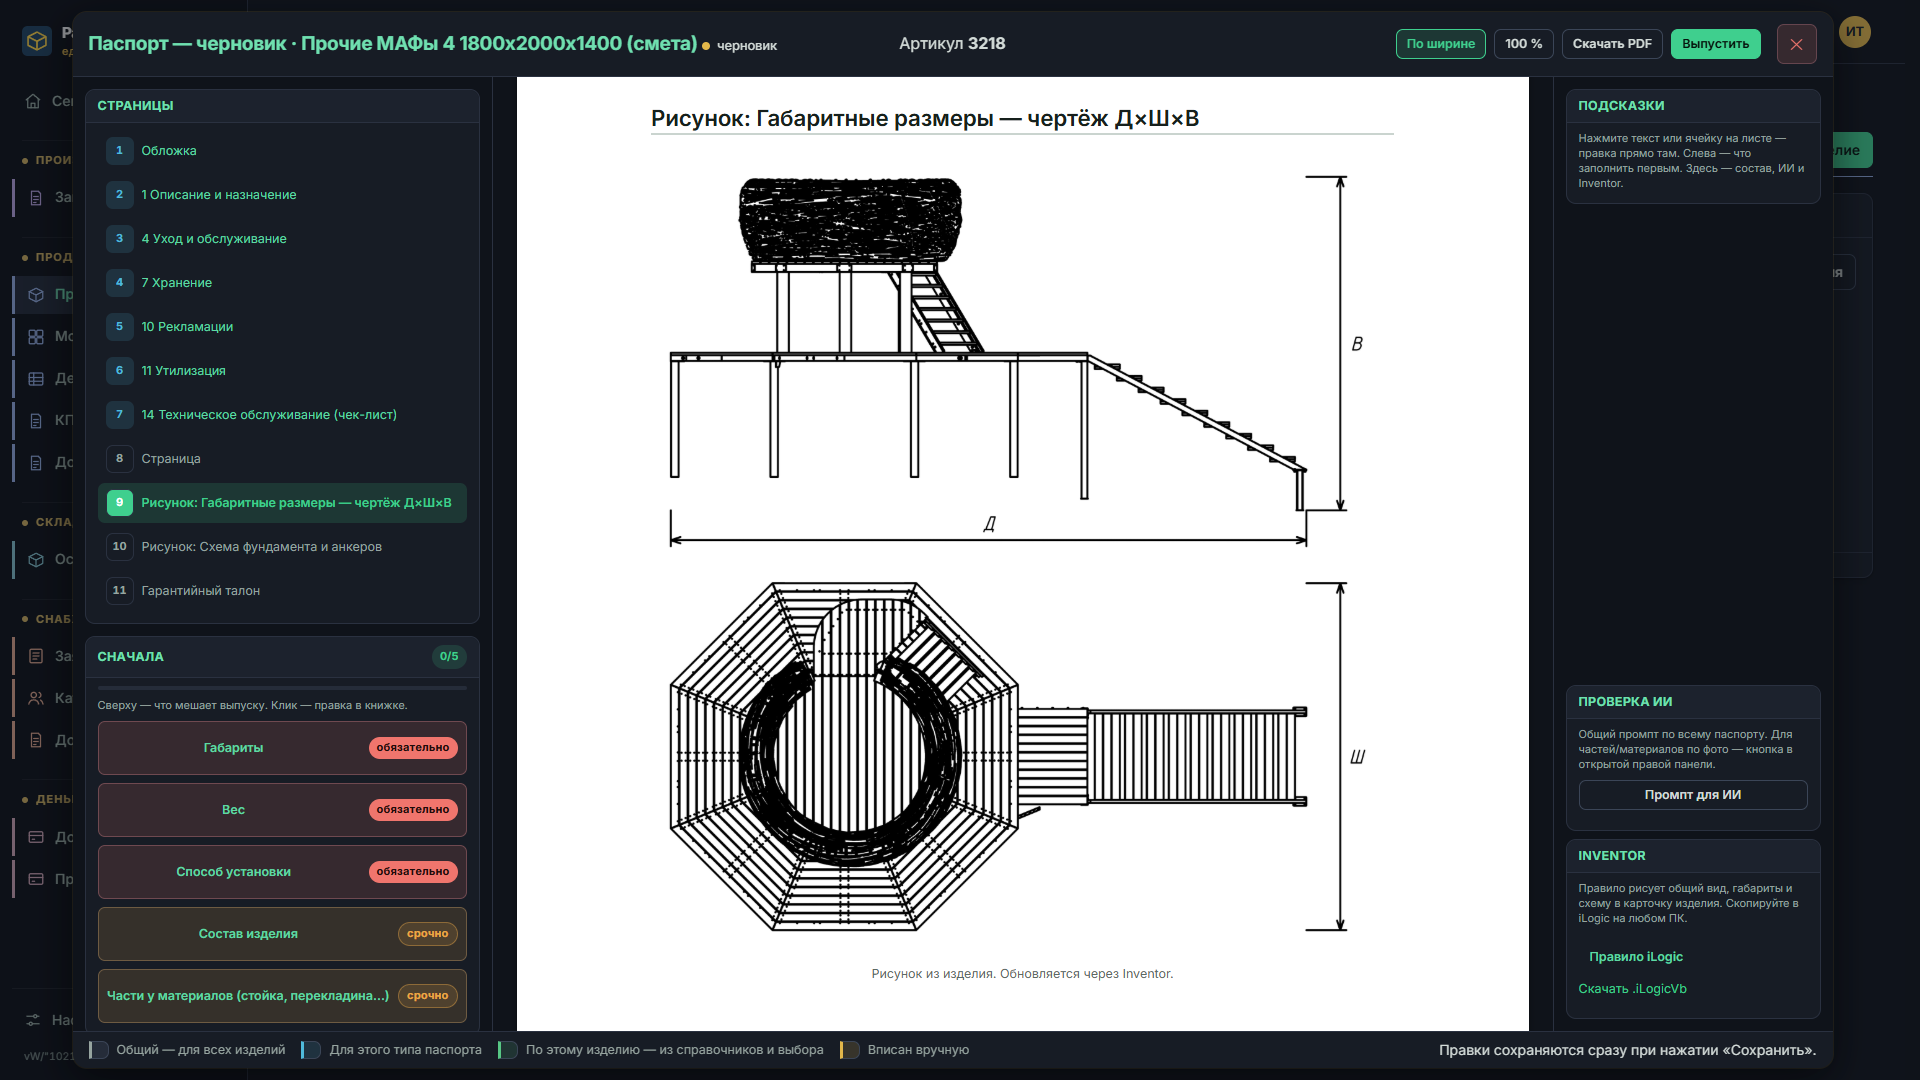 Паспорт — черновик · Прочие МАФы 4 1800x2000x1400 (смета)
черновик
Артикул 3218
По ширине
100 %
Скачать PDF
Выпустить
ИТ
СТРАНИЦЫ
1 Обложка
2 1 Описание и назначение
3 4 Уход и обслуживание
4 7 Хранение
5 10 Рекламации
6 11 Утилизация
7 14 Техническое обслуживание (чек-лист)
8 Страница
9 Рисунок: Габаритные размеры — чертёж Д×Ш×В
10 Рисунок: Схема фундамента и анкеров
11 Гарантийный талон
СНАЧАЛА
0/5
Сверху — что мешает выпуску. Клик — правка в книжке.
Габариты обязательно
Вес обязательно
Способ установки обязательно
Состав изделия срочно
Части у материалов (стойка, перекладина...) срочно
Рисунок: Габаритные размеры — чертёж Д×Ш×В
В
Д
Ш
Рисунок из изделия. Обновляется через Inventor.
ПОДСКАЗКИ
Нажмите текст или ячейку на листе —
правка прямо там. Слева — что
заполнить первым. Здесь — состав, ИИ и
Inventor.
ПРОВЕРКА ИИ
Общий промпт по всему паспорту. Для
частей/материалов по фото — кнопка в
открытой правой панели.
Промпт для ИИ
INVENTOR
Правило рисует общий вид, габариты и
схему в карточку изделия. Скопируйте в
iLogic на любом ПК.
Правило iLogic
Скачать .iLogicVb
Общий — для всех изделий
Для этого типа паспорта
По этому изделию — из справочников и выбора
Вписан вручную
Правки сохраняются сразу при нажатии «Сохранить».